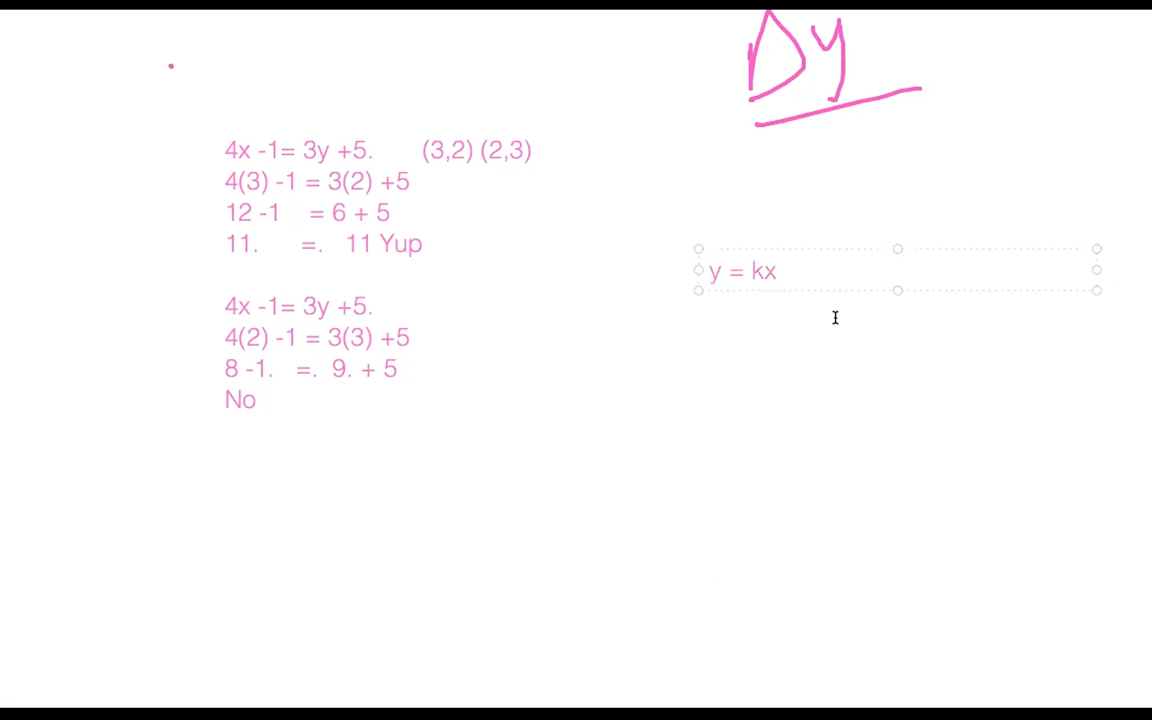 Dy
4x -1= 3y +5. (3,2) (2,3)
4(3) -1 = 3(2) +5
12 -1 = 6 + 5
11. =. 11 Yup
y = kx
4x -1= 3y +5.
4(2) -1 = 3(3) +5
8 -1. =. 9. + 5
No